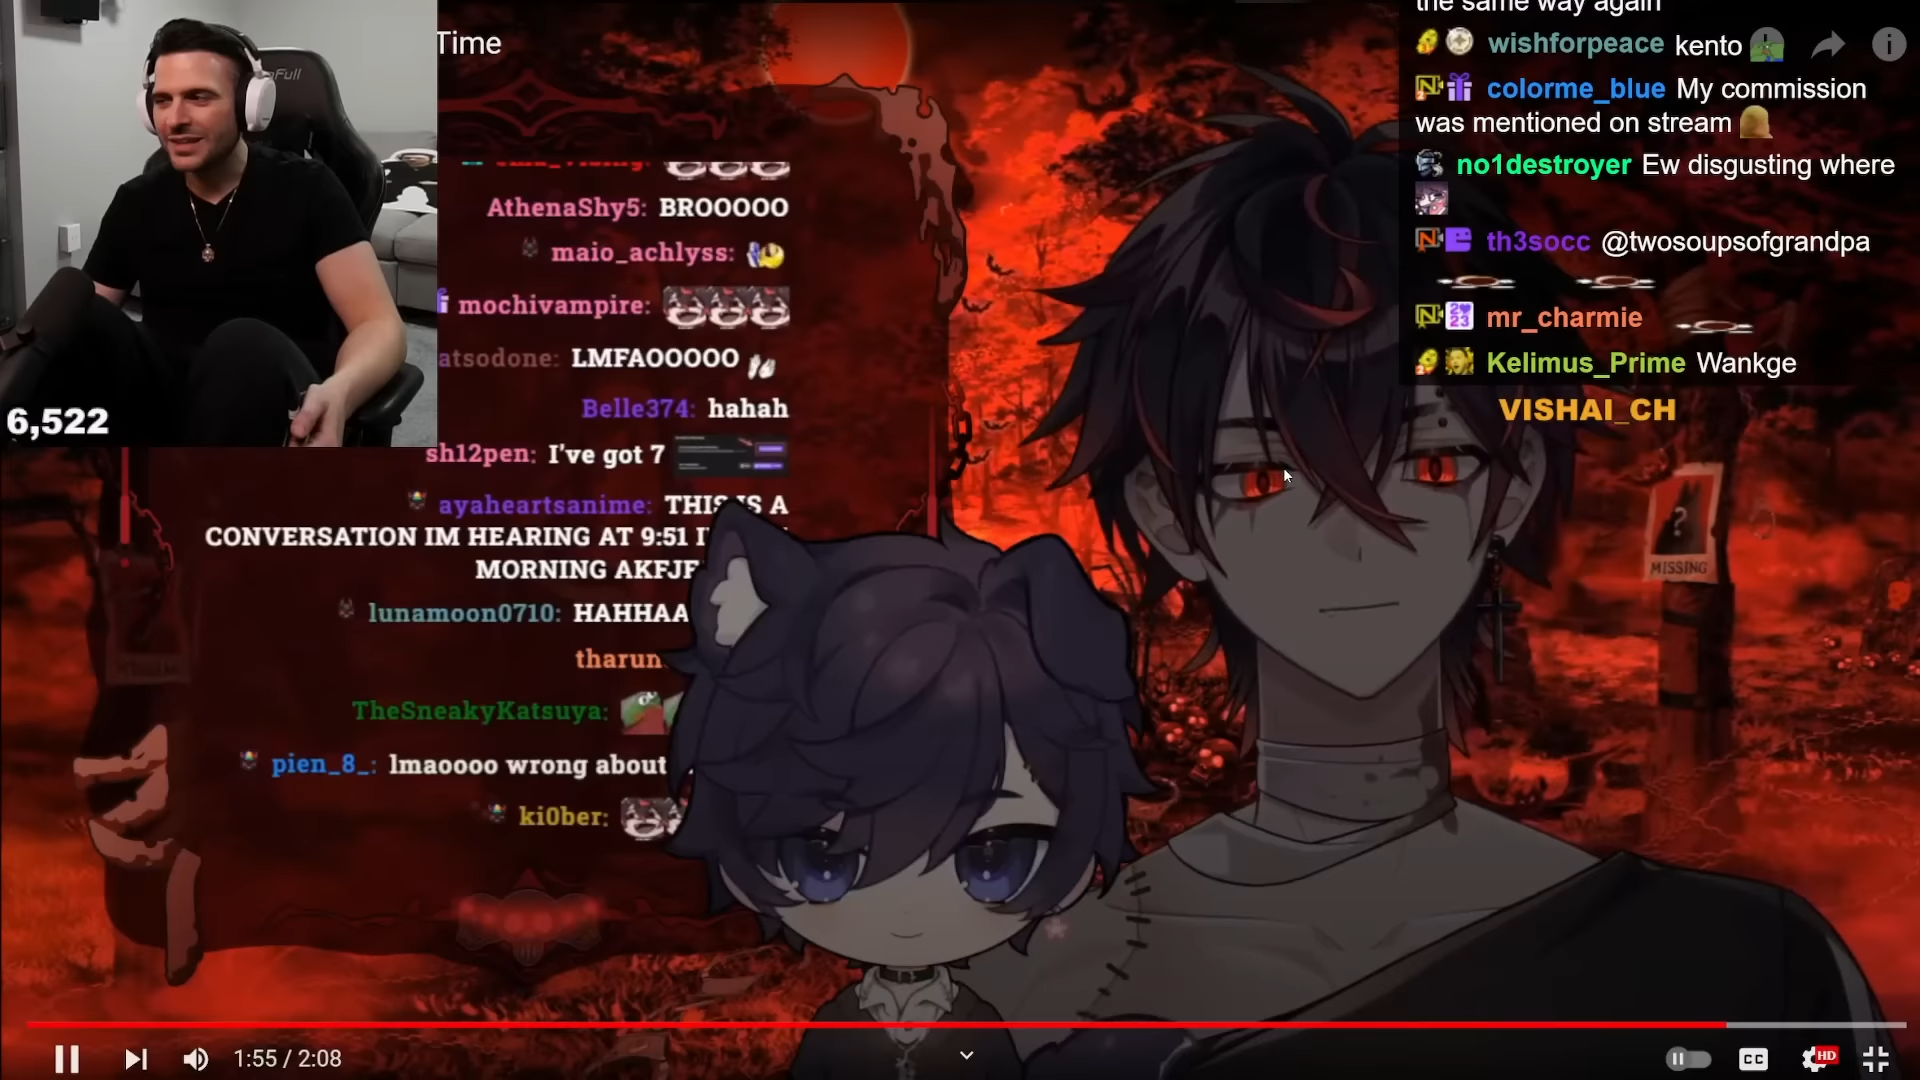 Time
AthenaShy5: BROOOOO
maio_achlyss:
mochivampire:
atsodone: LMFAOOOOO
Belle374: hahah
sh12pen: I've got 7
ayaheartsanime: THIS IS A
CONVERSATION IM HEARING AT 9:51 I
MORNING AKFJF
lunamoon0710: HAHHAA
tharun
TheSneakyKatsuya:
pien_8_: lmaoooo wrong about
ki0ber:
6,522
the same way again
wishforpeace kento
colorme_blue My commission
was mentioned on stream
no1destroyer Ew disgusting where
th3socc @twosoupsofgrandpa
mr_charmie
Kelimus_Prime Wankge
VISHAI_CH
?
MISSING
1:55 / 2:08
CC
HD